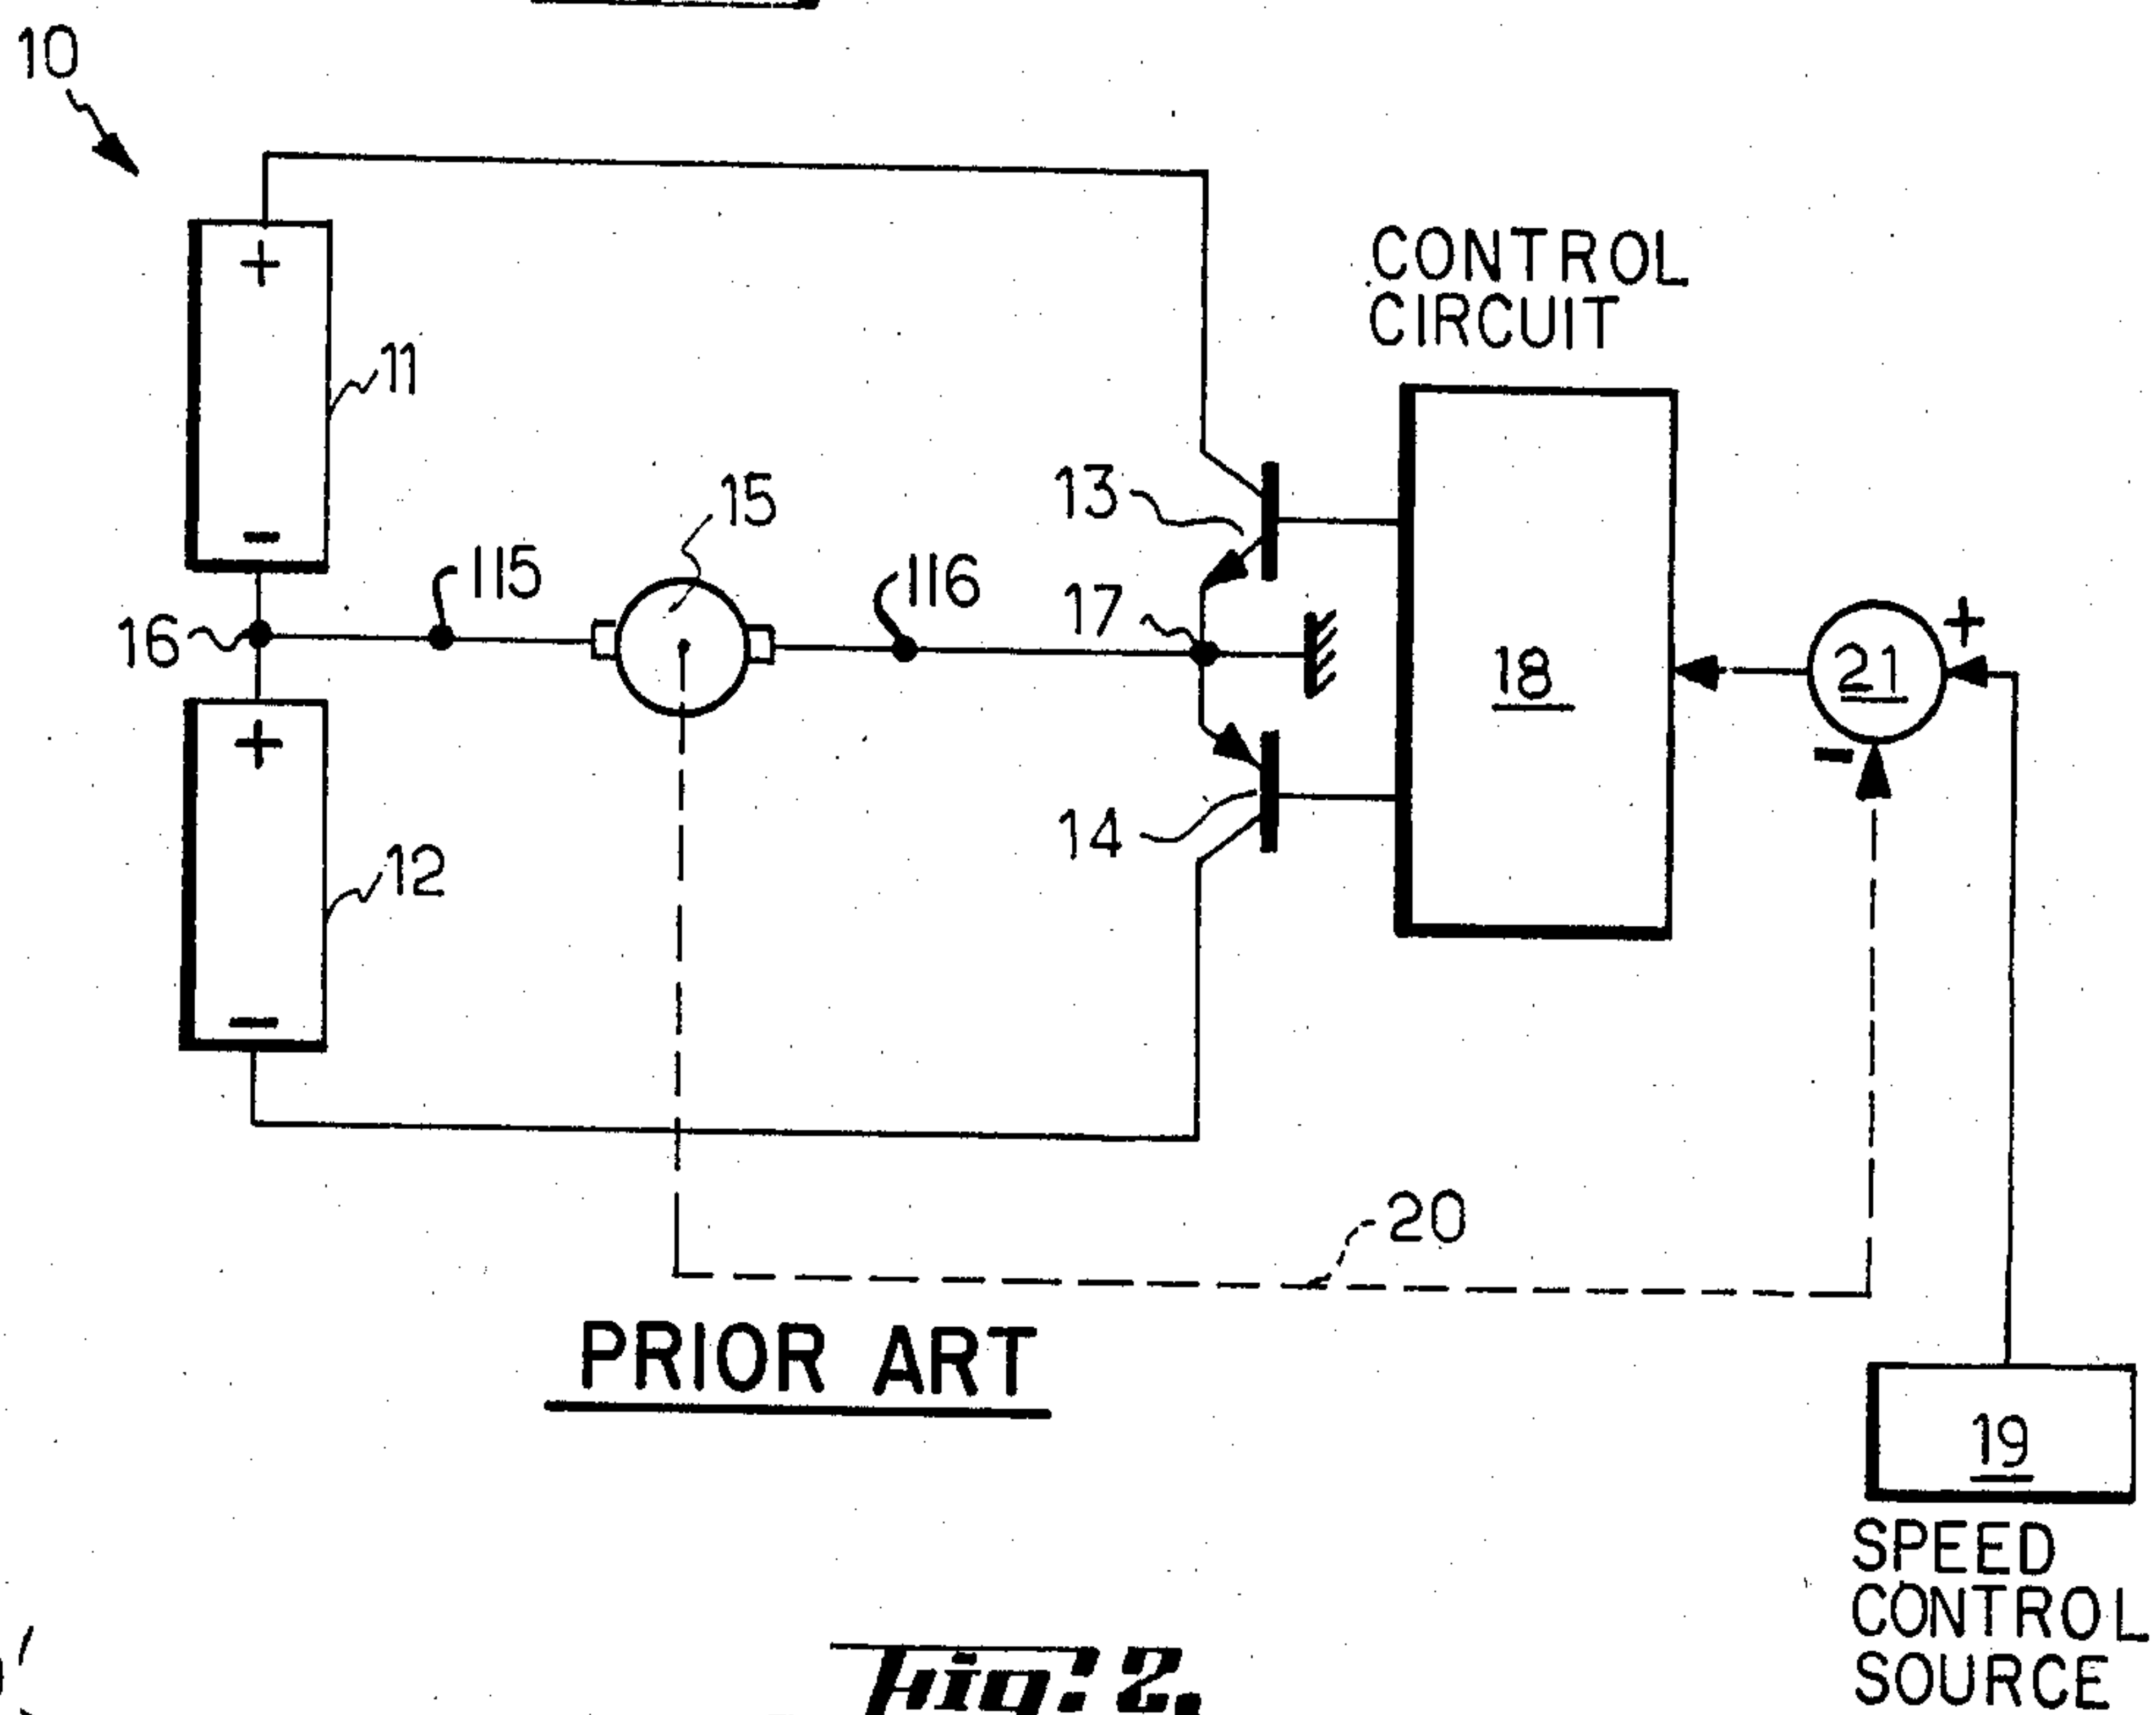 10
+
11
-
CONTROL
CIRCUIT
15
13
115
116
17
16
18
21
+
-
+
14
12
-
20
PRIOR ART
19
SPEED
CONTROL
SOURCE
Fig. 2.